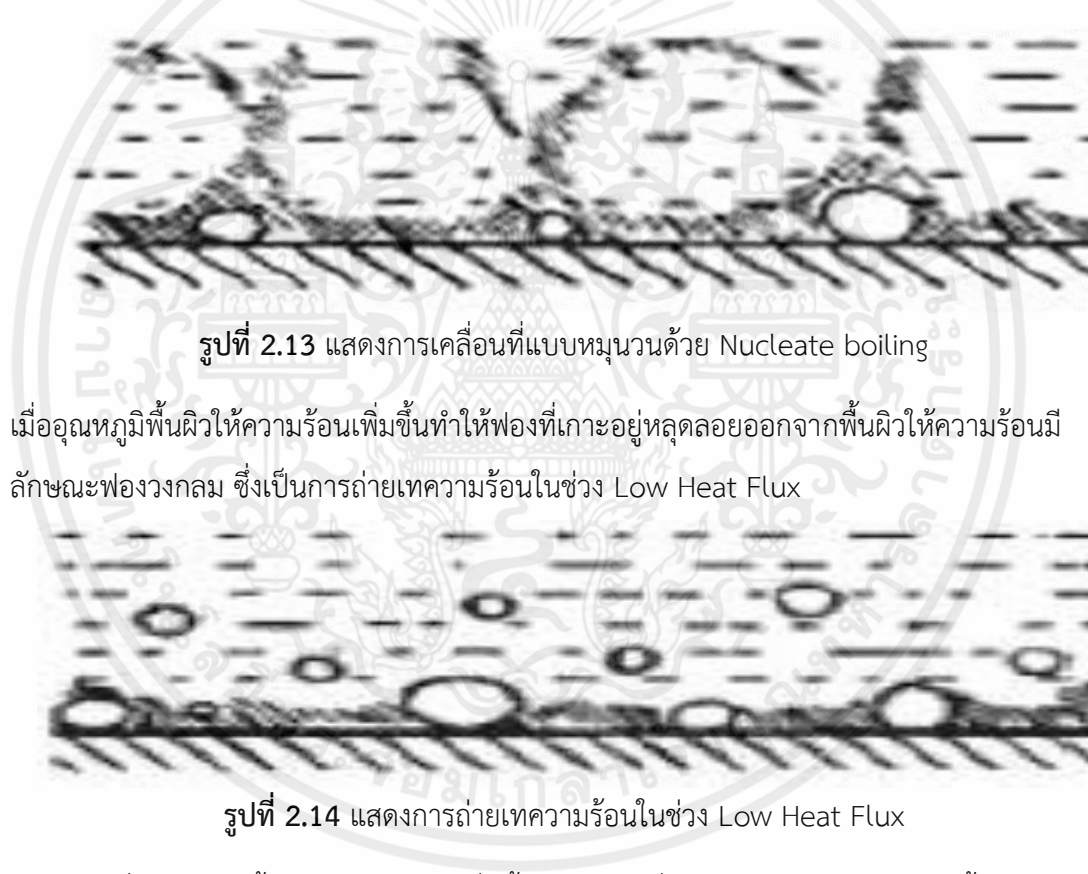 รูปที่ 2.13 แสดงการเคลื่อนที่แบบหมุนวนด้วย Nucleate boiling
เมื่ออุณหภูมิพื้นผิวให้ความร้อนเพิ่มขึ้นทำให้ฟองที่เกาะอยู่หลุดลอยออกจากพื้นผิวให้ความร้อนมี
ลักษณะฟองวงกลม ซึ่งเป็นการถ่ายเทความร้อนในช่วง Low Heat Flux
รูปที่ 2.14 แสดงการถ่ายเทความร้อนในช่วง Low Heat Flux